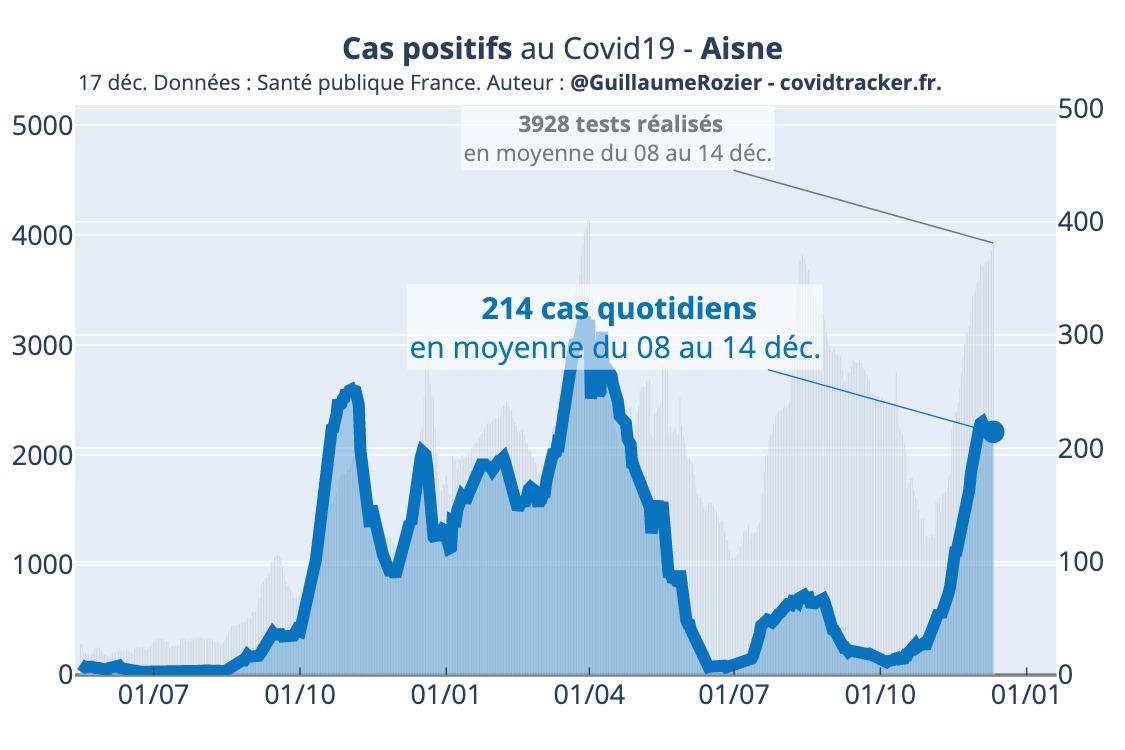 Cas positifs au Covid19 - Aisne
17 déc. Données : Santé publique France. Auteur : @GuillaumeRozier - covidtracker.fr.
5000
4000
3000
2000
1000
0
500
400
300
200
100
0
3928 tests réalisés
en moyenne du 08 au 14 déc.
214 cas quotidiens
en moyenne du 08 au 14 déc.
01/07 01/10 01/01 01/04 01/07 01/10 01/01